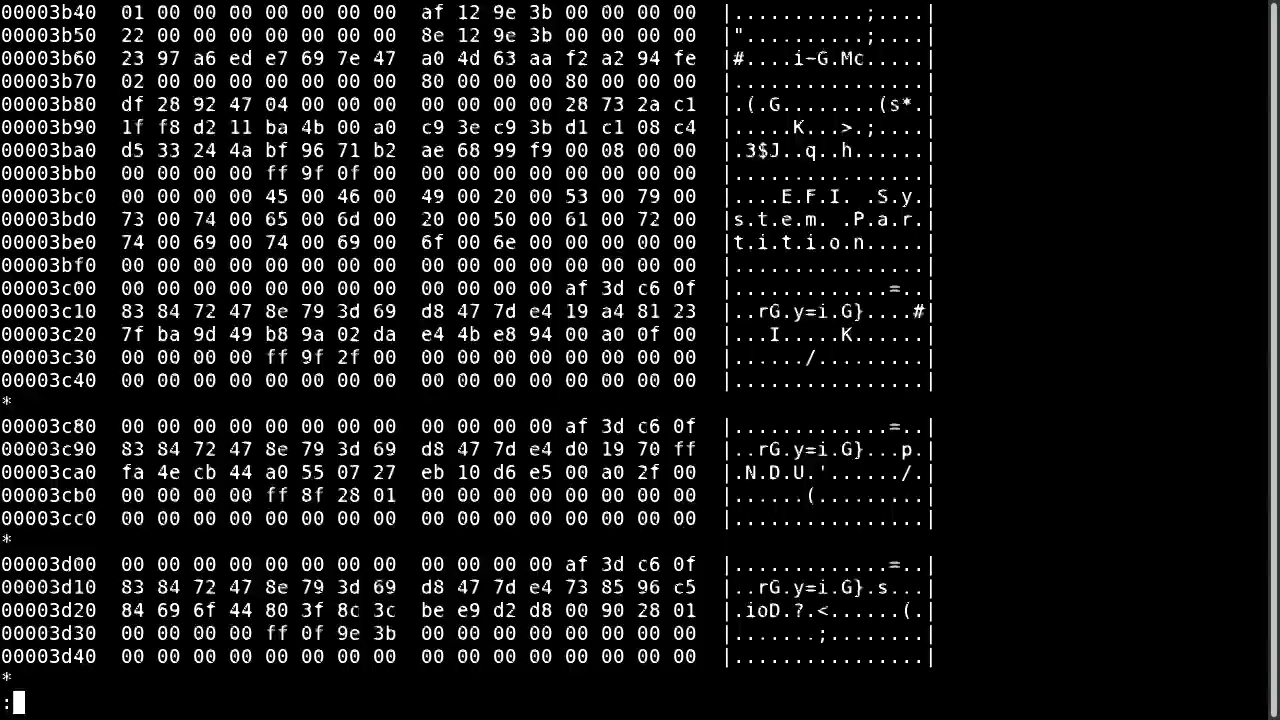 00003b40  01 00 00 00 00 00 00 00  af 12 9e 3b 00 00 00 00  |...........;....|
00003b50  22 00 00 00 00 00 00 00  8e 12 9e 3b 00 00 00 00  |"..........;....|
00003b60  23 97 a6 ed e7 69 7e 47  a0 4d 63 aa f2 a2 94 fe  |#....i~G.Mc.....|
00003b70  02 00 00 00 00 00 00 00  80 00 00 00 80 00 00 00  |................|
00003b80  df 28 92 47 04 00 00 00  00 00 00 00 28 73 2a c1  |.(.G........(s*.|
00003b90  1f f8 d2 11 ba 4b 00 a0  c9 3e c9 3b d1 c1 08 c4  |.....K...>.;....|
00003ba0  d5 33 24 4a bf 96 71 b2  ae 68 99 f9 00 08 00 00  |.3$J..q..h......|
00003bb0  00 00 00 00 ff 9f 0f 00  00 00 00 00 00 00 00 00  |................|
00003bc0  00 00 00 00 45 00 46 00  49 00 20 00 53 00 79 00  |....E.F.I. .S.y.|
00003bd0  73 00 74 00 65 00 6d 00  20 00 50 00 61 00 72 00  |s.t.e.m. .P.a.r.|
00003be0  74 00 69 00 74 00 69 00  6f 00 6e 00 00 00 00 00  |t.i.t.i.o.n.....|
00003bf0  00 00 00 00 00 00 00 00  00 00 00 00 00 00 00 00  |................|
00003c00  00 00 00 00 00 00 00 00  00 00 00 00 af 3d c6 0f  |.............=..|
00003c10  83 84 72 47 8e 79 3d 69  d8 47 7d e4 19 a4 81 23  |..rG.y=i.G}....#|
00003c20  7f ba 9d 49 b8 9a 02 da  e4 4b e8 94 00 a0 0f 00  |...I.....K......|
00003c30  00 00 00 00 ff 9f 2f 00  00 00 00 00 00 00 00 00  |....../.........|
00003c40  00 00 00 00 00 00 00 00  00 00 00 00 00 00 00 00  |................|
*
00003c80  00 00 00 00 00 00 00 00  00 00 00 00 af 3d c6 0f  |.............=..|
00003c90  83 84 72 47 8e 79 3d 69  d8 47 7d e4 d0 19 70 ff  |..rG.y=i.G}...p.|
00003ca0  fa 4e cb 44 a0 55 07 27  eb 10 d6 e5 00 a0 2f 00  |.N.D.U.'....../.|
00003cb0  00 00 00 00 ff 8f 28 01  00 00 00 00 00 00 00 00  |......(.........|
00003cc0  00 00 00 00 00 00 00 00  00 00 00 00 00 00 00 00  |................|
*
00003d00  00 00 00 00 00 00 00 00  00 00 00 00 af 3d c6 0f  |.............=..|
00003d10  83 84 72 47 8e 79 3d 69  d8 47 7d e4 73 85 96 c5  |..rG.y=i.G}.s...|
00003d20  84 69 6f 44 80 3f 8c 3c  be e9 d2 d8 00 90 28 01  |.ioD.?.<......(.|
00003d30  00 00 00 00 ff 0f 9e 3b  00 00 00 00 00 00 00 00  |.......;........|
00003d40  00 00 00 00 00 00 00 00  00 00 00 00 00 00 00 00  |................|
*
: